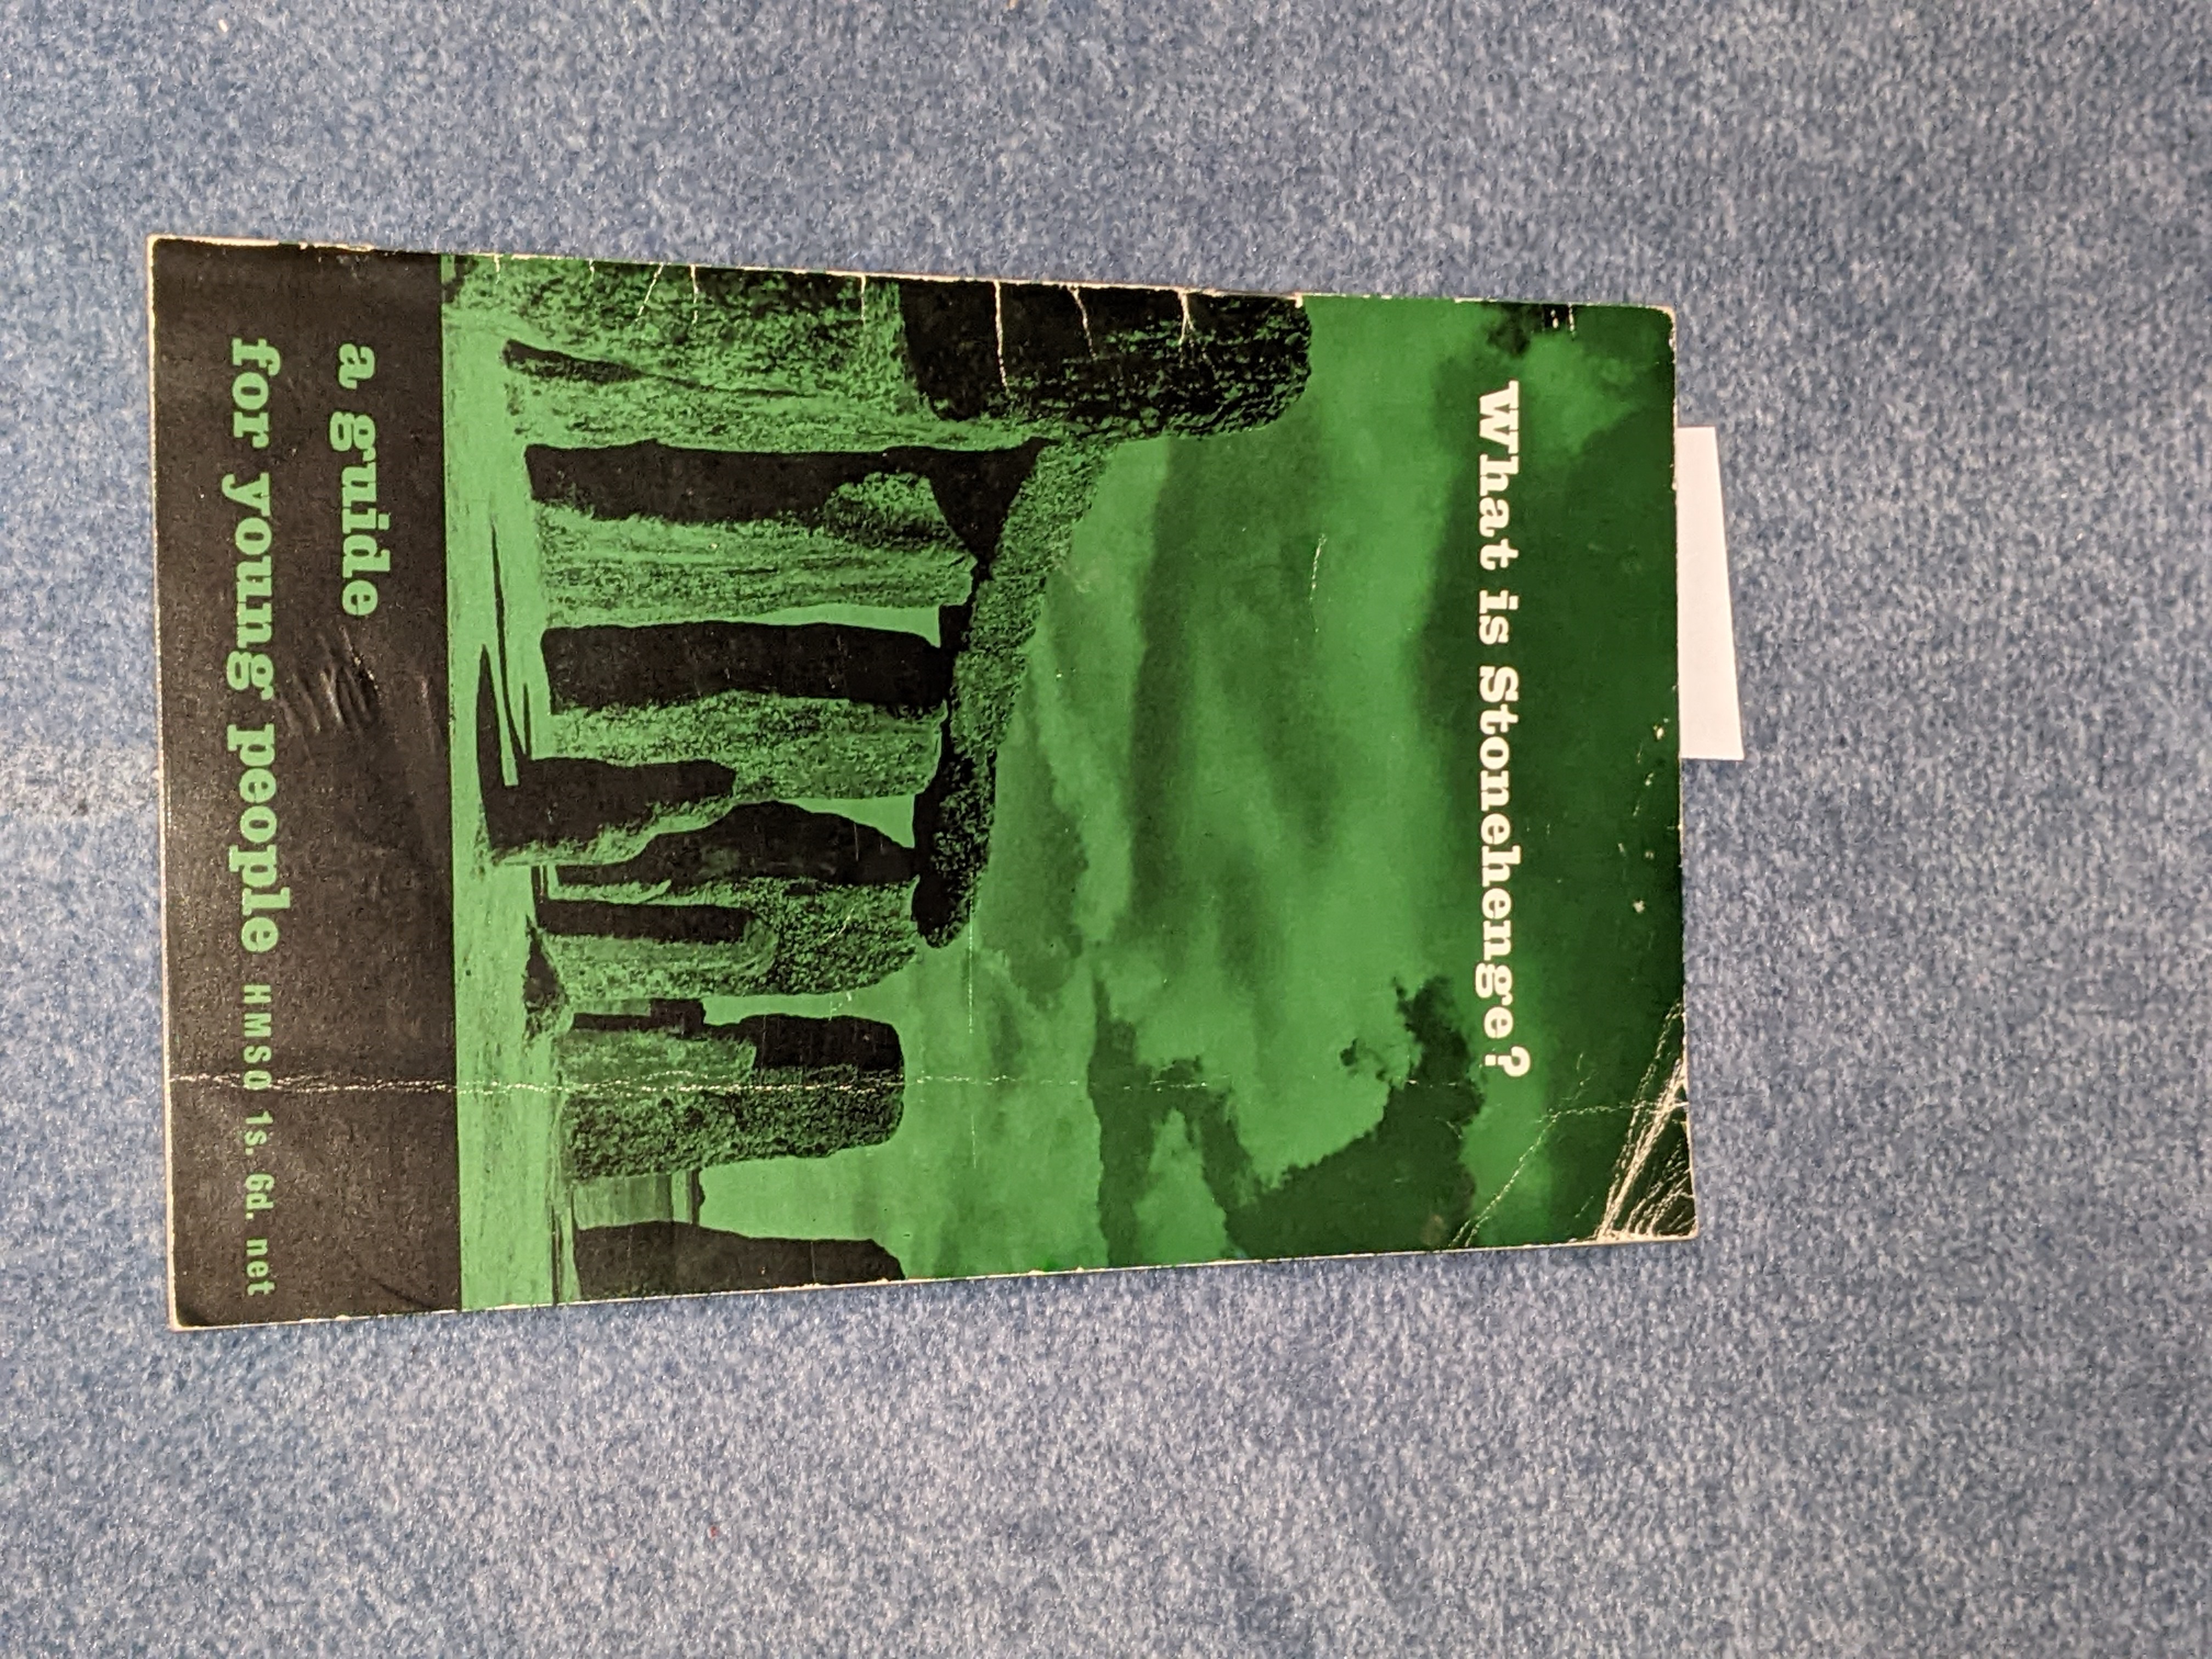 What is Stonehenge?
a guide
for young people HMSO 1s. 6d. net